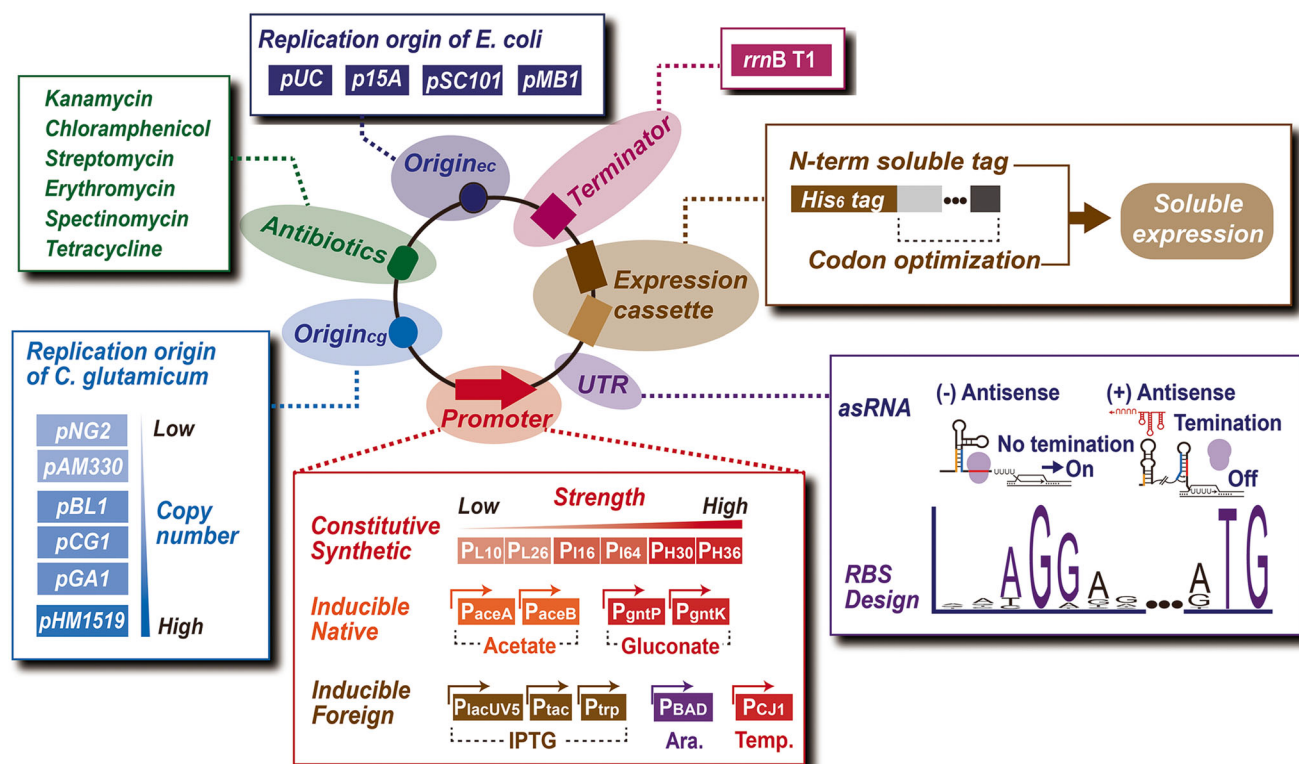 Replication orgin of E. coli
pUC p15A pSC101 pMB1
rrnB T1
Kanamycin
Chloramphenicol
Streptomycin
Erythromycin
Spectinomycin
Tetracycline
Originec
Terminator
Antibiotics
Expression
cassette
Origincg
UTR
Promoter
N-term soluble tag
His6 tag
Codon optimization
Soluble
expression
Replication origin
of C. glutamicum
pNG2
pAM330
pBL1
pCG1
pGA1
pHM1519
Low
Copy
number
High
Strength
Low High
Constitutive
Synthetic
PL10 PL26 PI16 PI64 PH30 PH36
Inducible
Native
PaceA PaceB PgntP PgntK
Acetate Gluconate
Inducible
Foreign
PlacUV5 Ptac Ptrp PBAD PCJ1
IPTG Ara. Temp.
asRNA
(-) Antisense
No temination
On
UUUU
(+) Antisense
Temination
Off
UUUU
RBS
Design
AGGA
A
A
G
ATG
G